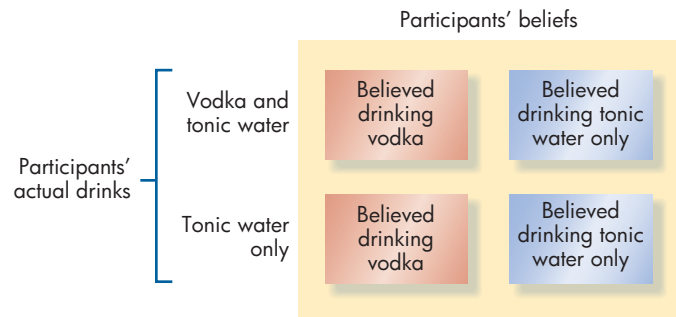 Participants’ beliefs
Participants’
actual drinks
Vodka and
tonic water
Believed
drinking
vodka
Believed
drinking tonic
water only
Tonic water
only
Believed
drinking
vodka
Believed
drinking tonic
water only